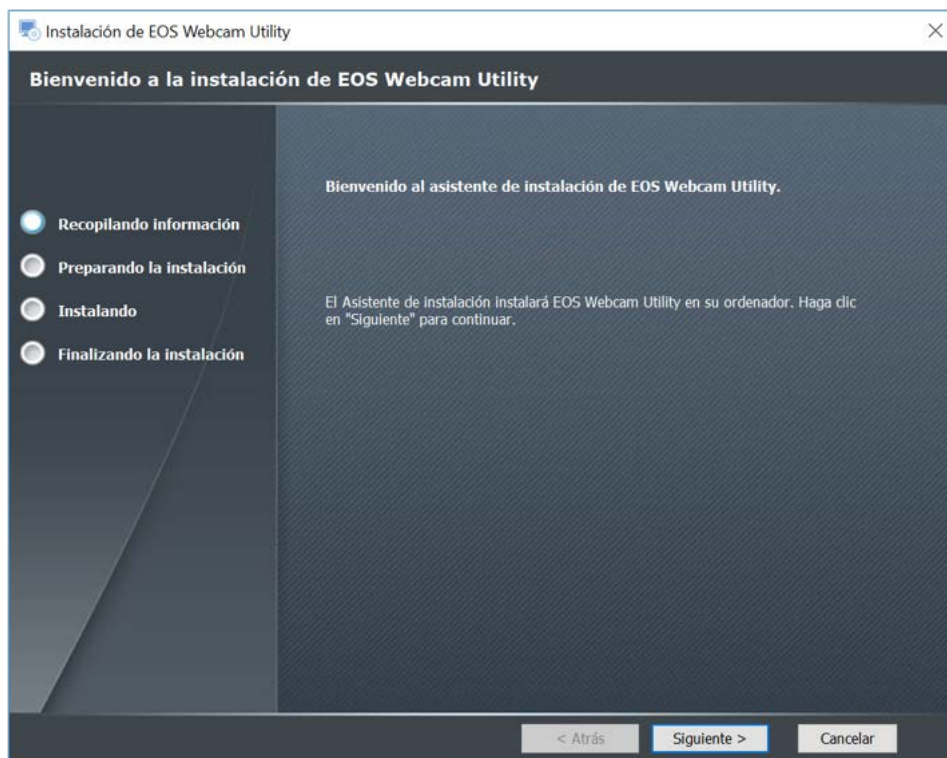 Instalación de EOS Webcam Utility
Bienvenido a la instalación de EOS Webcam Utility
Recopilando información
Preparando la instalación
Instalando
Finalizando la instalación
Bienvenido al asistente de instalación de EOS Webcam Utility.
El Asistente de instalación instalará EOS Webcam Utility en su ordenador. Haga clic
en "Siguiente" para continuar.
< Atrás
Siguiente >
Cancelar